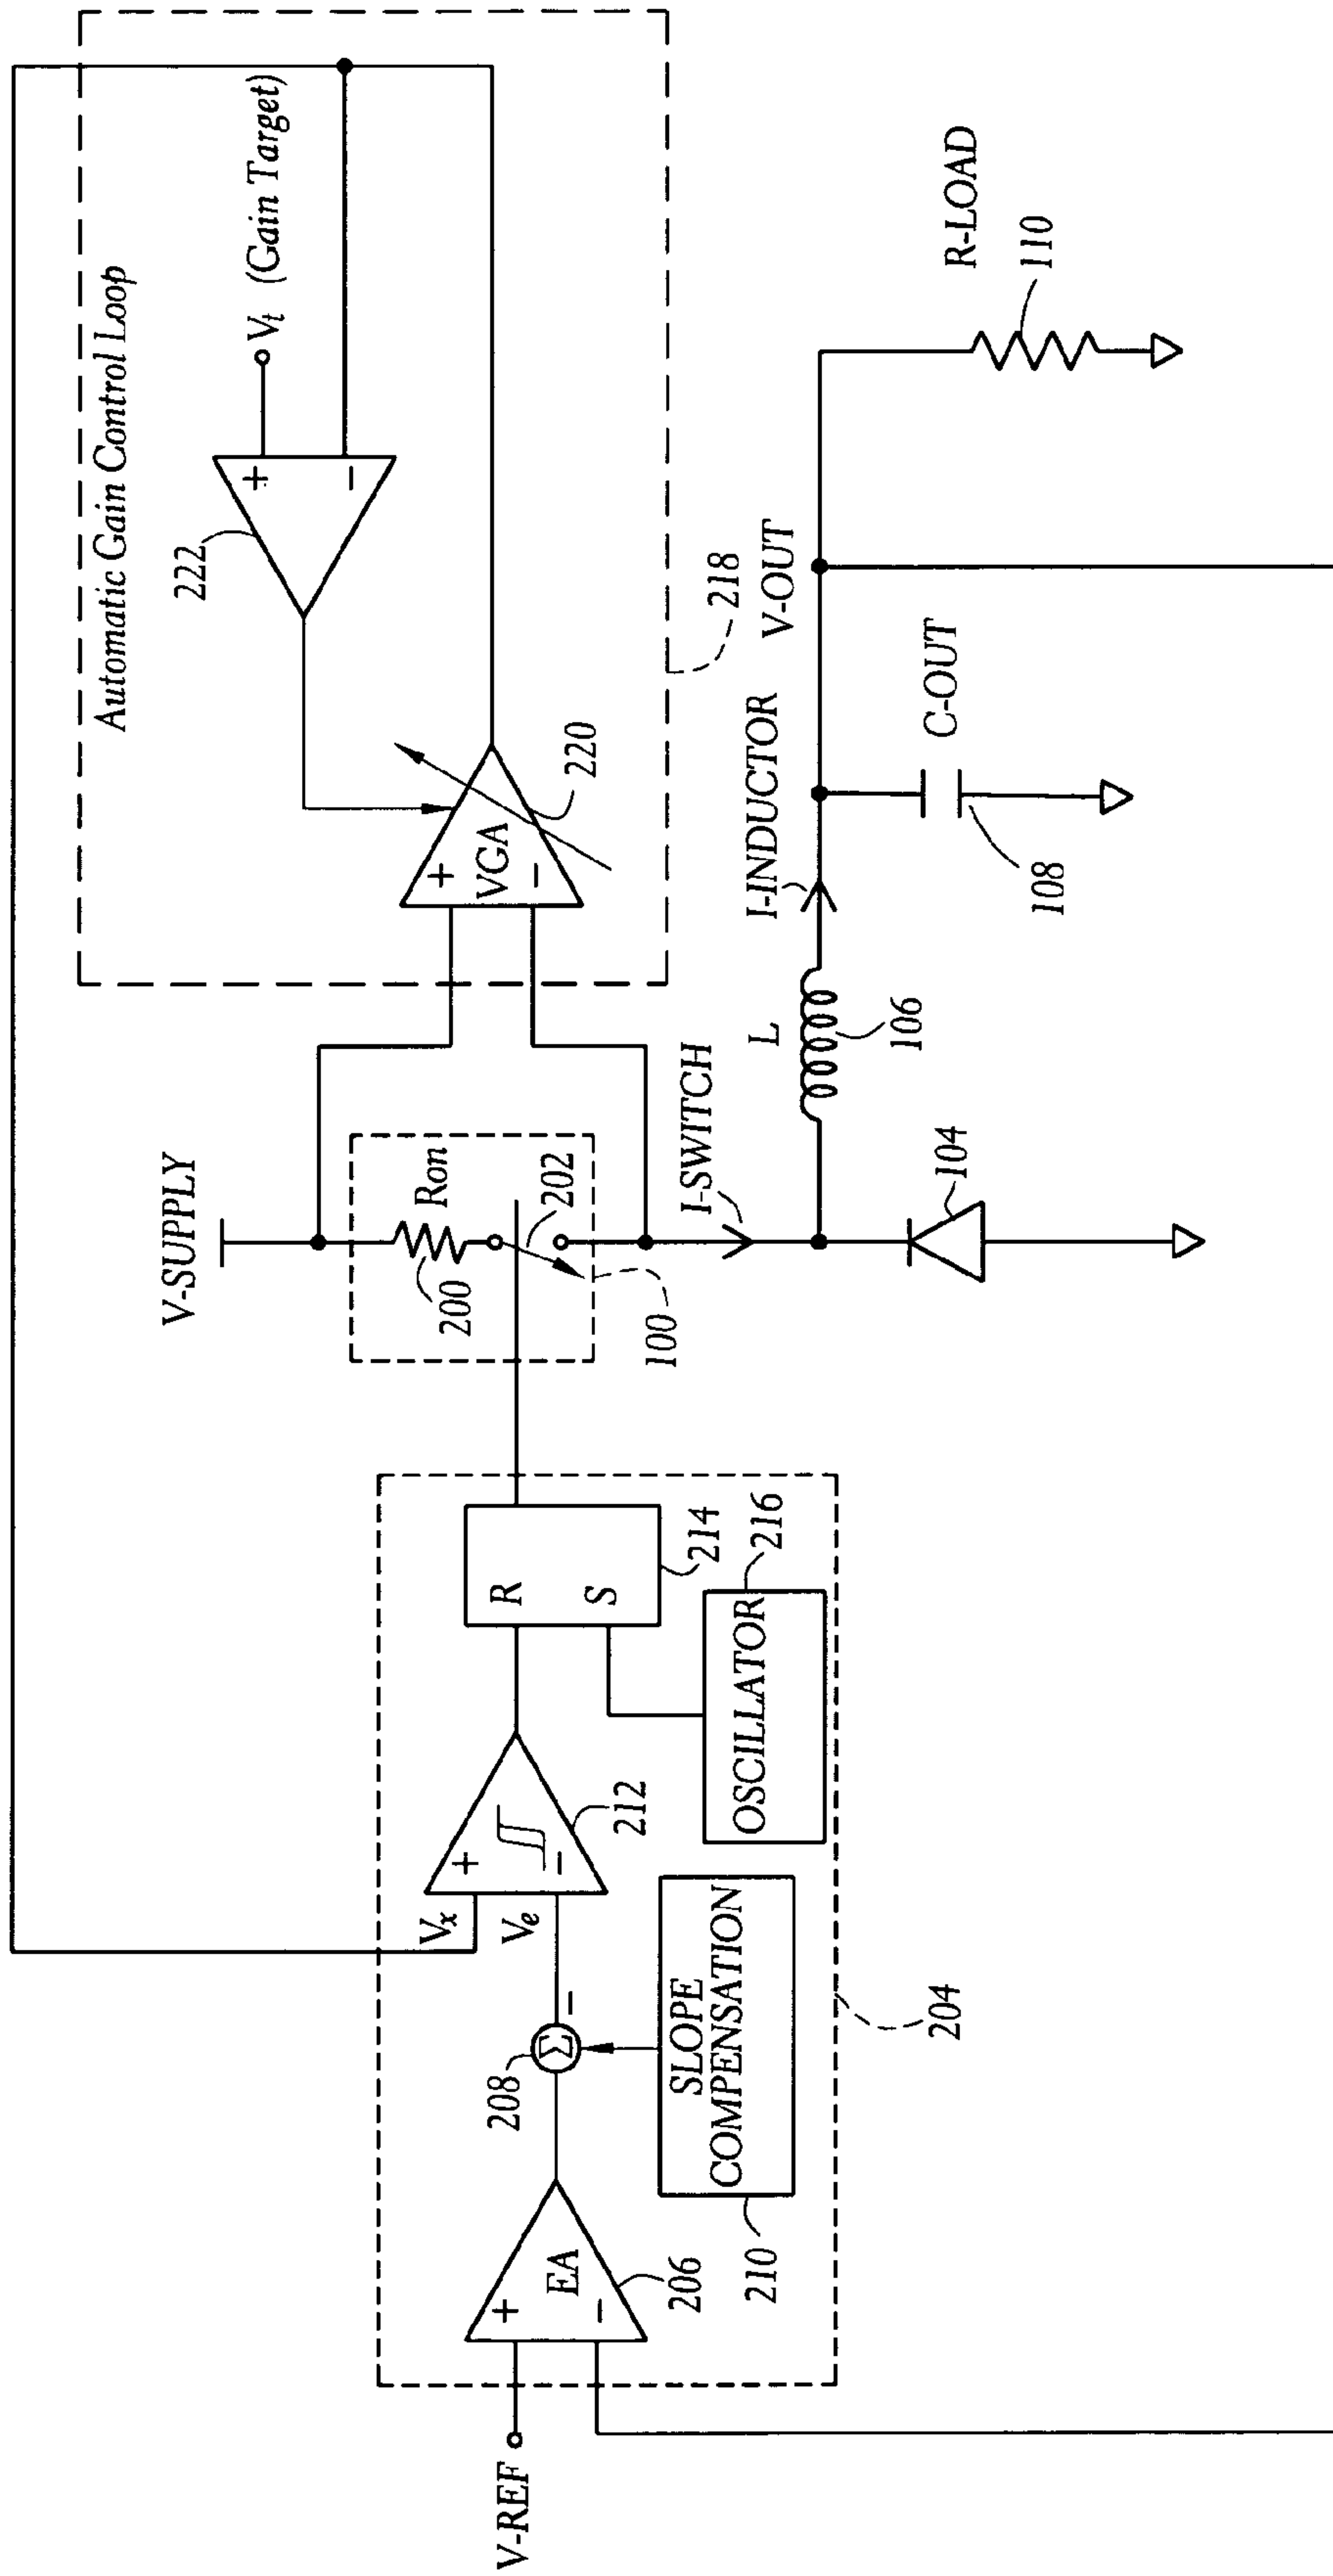 Automatic Gain Control Loop
222
Vt (Gain Target)
+
−
V-SUPPLY
Ron
200
202
100
+
VGA
−
220
218
I-SWITCH
L
106
I-INDUCTOR
V-OUT
C-OUT
108
R-LOAD
110
104
V-REF
+
EA
−
206
208
Σ
−
SLOPE
COMPENSATION
210
Vx
Ve
+
−
212
R
S
214
OSCILLATOR
216
204